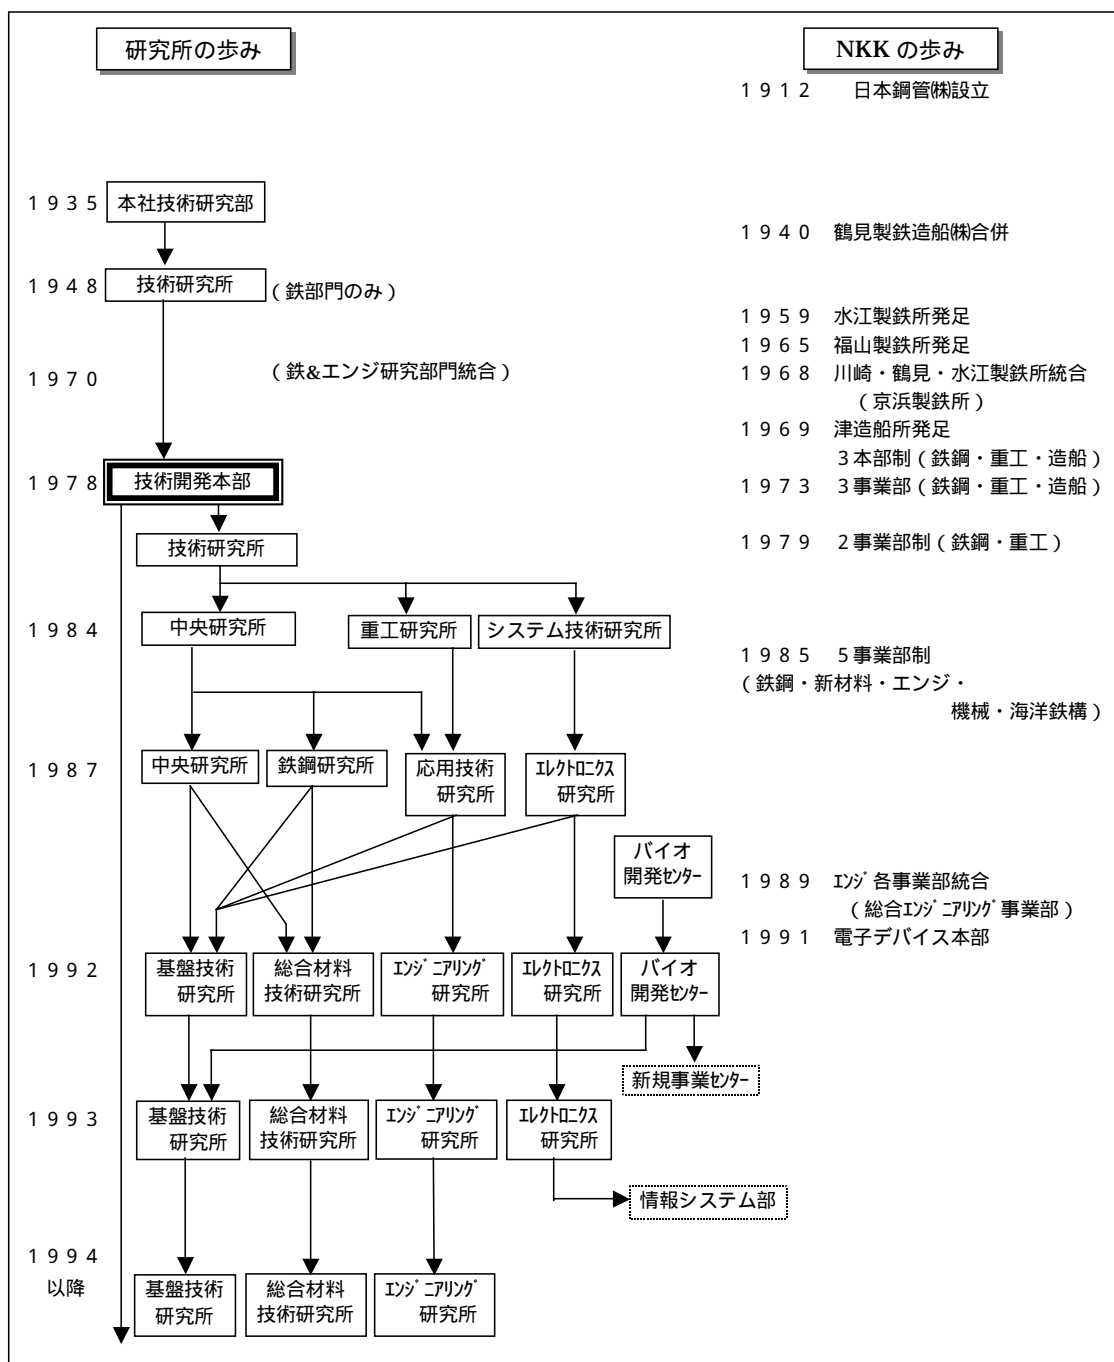 研究所の歩み
NKK の歩み
1912 日本鋼管㈱設立
1935 本社技術研究部
1940 鶴見製鉄造船㈱合併
1948 技術研究所 (鉄部門のみ)
1959 水江製鉄所発足
1965 福山製鉄所発足
1970 (鉄&エンジ研究部門統合)
1968 川崎・鶴見・水江製鉄所統合
(京浜製鉄所)
1969 津造船所発足
3本部制(鉄鋼・重工・造船)
1978 技術開発本部
1973 3事業部(鉄鋼・重工・造船)
技術研究所
1979 2事業部制(鉄鋼・重工)
1984 中央研究所 重工研究所 システム技術研究所
1985 5事業部制
(鉄鋼・新材料・エンジ・
機械・海洋鉄構)
1987 中央研究所 鉄鋼研究所
応用技術
研究所
ｴﾚｸﾄﾛﾆｸｽ
研究所
バイオ
開発ｾﾝﾀｰ
1989 ｴﾝｼﾞ各事業部統合
(総合ｴﾝｼﾞﾆｱﾘﾝｸﾞ事業部)
1991 電子デバイス本部
1992
基盤技術
研究所
総合材料
技術研究所
ｴﾝｼﾞﾆｱﾘﾝｸﾞ
研究所
ｴﾚｸﾄﾛﾆｸｽ
研究所
バイオ
開発ｾﾝﾀｰ
新規事業ｾﾝﾀｰ
1993
基盤技術
研究所
総合材料
技術研究所
ｴﾝｼﾞﾆｱﾘﾝｸﾞ
研究所
ｴﾚｸﾄﾛﾆｸｽ
研究所
情報システム部
1994
以降
基盤技術
研究所
総合材料
技術研究所
ｴﾝｼﾞﾆｱﾘﾝｸﾞ
研究所